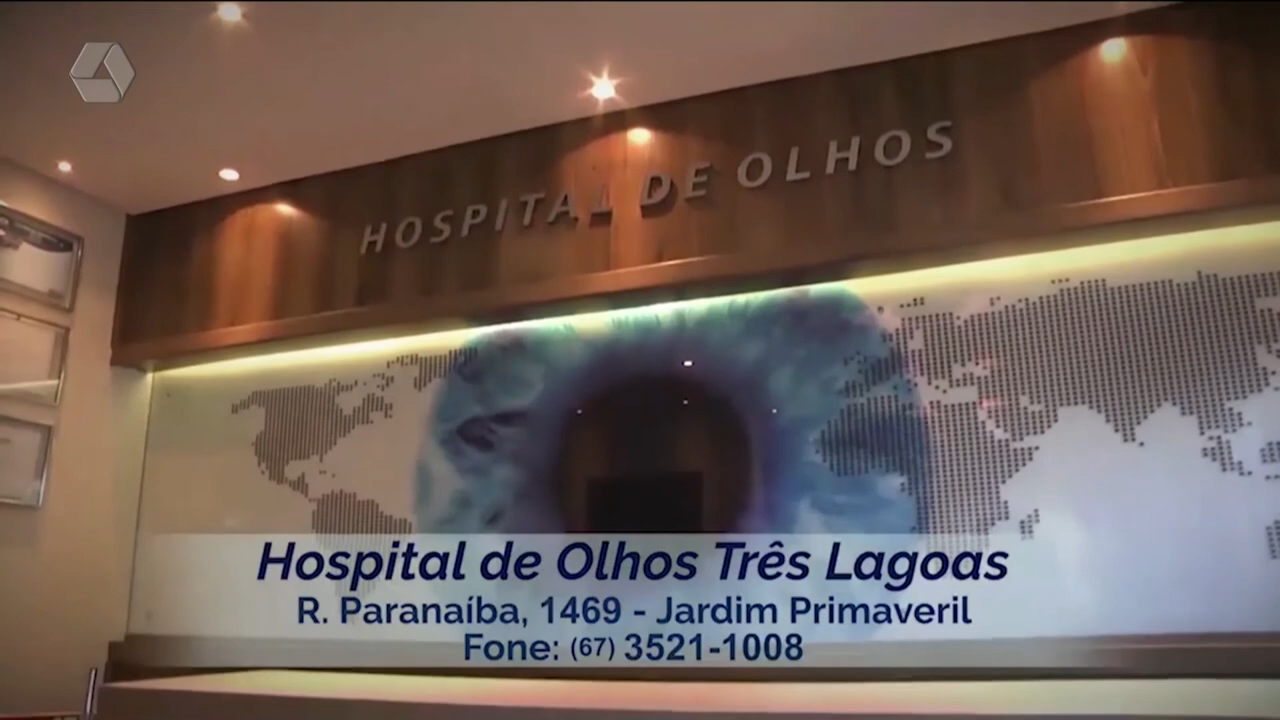 HOSPITAL DE OLHOS
Hospital de Olhos Três Lagoas
R. Paranaíba, 1469 - Jardim Primaveril
Fone: (67) 3521-1008